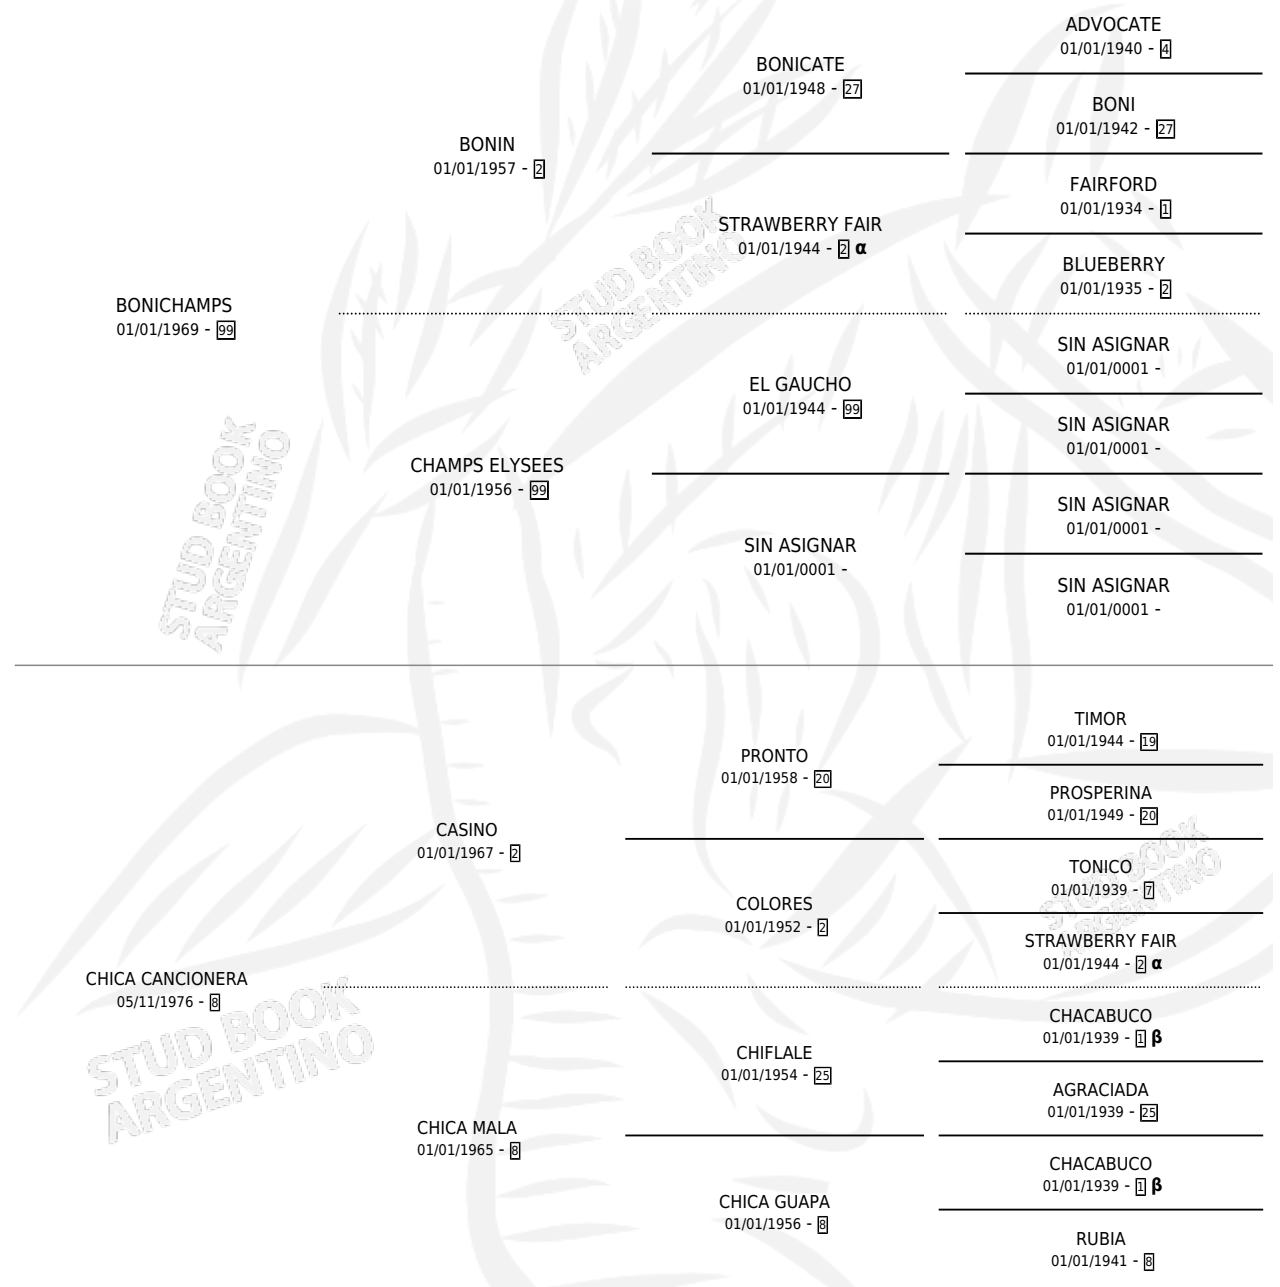 ADVOCATE
01/01/1940 - 4
BONICATE
01/01/1948 - 27
BONI
01/01/1942 - 27
BONIN
01/01/1957 - 2
FAIRFORD
01/01/1934 - 1
STRAWBERRY FAIR
01/01/1944 - 2 α
BLUEBERRY
01/01/1935 - 2
BONICHAMPS
01/01/1969 - 99
SIN ASIGNAR
01/01/0001 -
EL GAUCHO
01/01/1944 - 99
SIN ASIGNAR
01/01/0001 -
CHAMPS ELYSEES
01/01/1956 - 99
SIN ASIGNAR
01/01/0001 -
SIN ASIGNAR
01/01/0001 -
SIN ASIGNAR
01/01/0001 -
TIMOR
01/01/1944 - 19
PRONTO
01/01/1958 - 20
PROSPERINA
01/01/1949 - 20
CASINO
01/01/1967 - 2
TONICO
01/01/1939 - 7
COLORES
01/01/1952 - 2
STRAWBERRY FAIR
01/01/1944 - 2 α
CHICA CANCIONERA
05/11/1976 - 8
CHACABUCO
01/01/1939 - 1 β
CHIFLALE
01/01/1954 - 25
AGRACIADA
01/01/1939 - 25
CHICA MALA
01/01/1965 - 8
CHACABUCO
01/01/1939 - 1 β
CHICA GUAPA
01/01/1956 - 8
RUBIA
01/01/1941 - 8
STUD BOOK
ARGENTINO
STUD BOOK
ARGENTINO
STUD BOOK
ARGENTINO
STUD BOOK
ARGENTINO